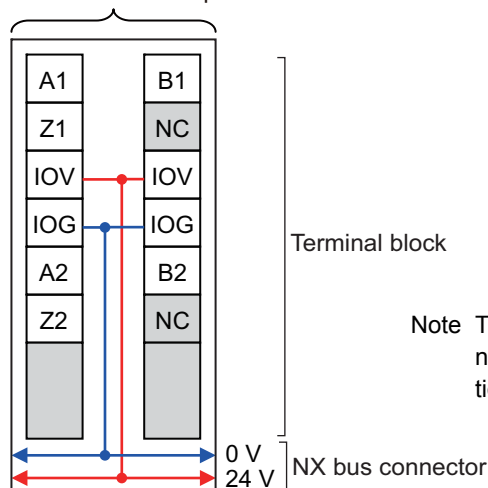 A1 B1
Z1 NC
IOV IOV
IOG IOG
Terminal block
A2 B2
Z2 NC
Note
0 V
24 V
NX bus connector